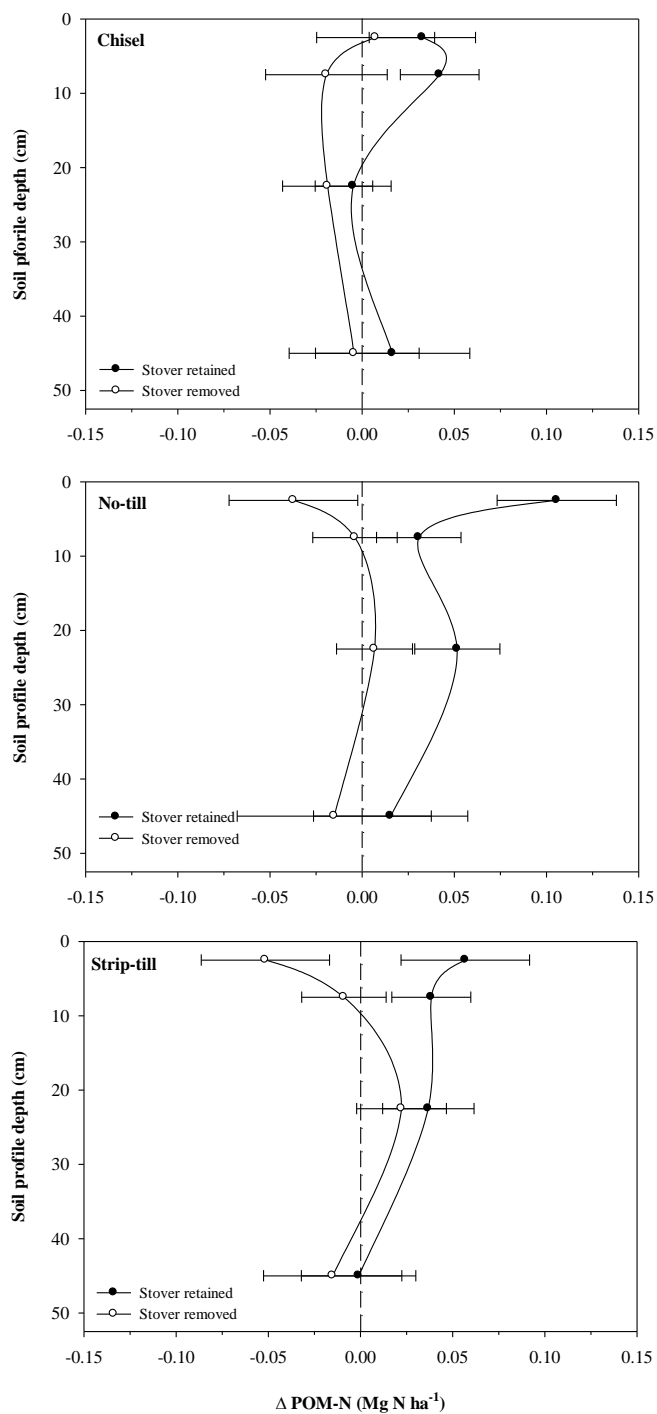 0
Chisel
10
20
30
40
50
Soil pforile depth (cm)
Stover retained
Stover removed
-0.15 -0.10 -0.05 0.00 0.05 0.10 0.15
0
No-till
10
20
30
40
50
Soil profile depth (cm)
Stover retained
Stover removed
-0.15 -0.10 -0.05 0.00 0.05 0.10 0.15
0
Strip-till
10
20
30
40
50
Soil profile depth (cm)
Stover retained
Stover removed
-0.15 -0.10 -0.05 0.00 0.05 0.10 0.15
Δ POM-N (Mg N ha⁻¹)